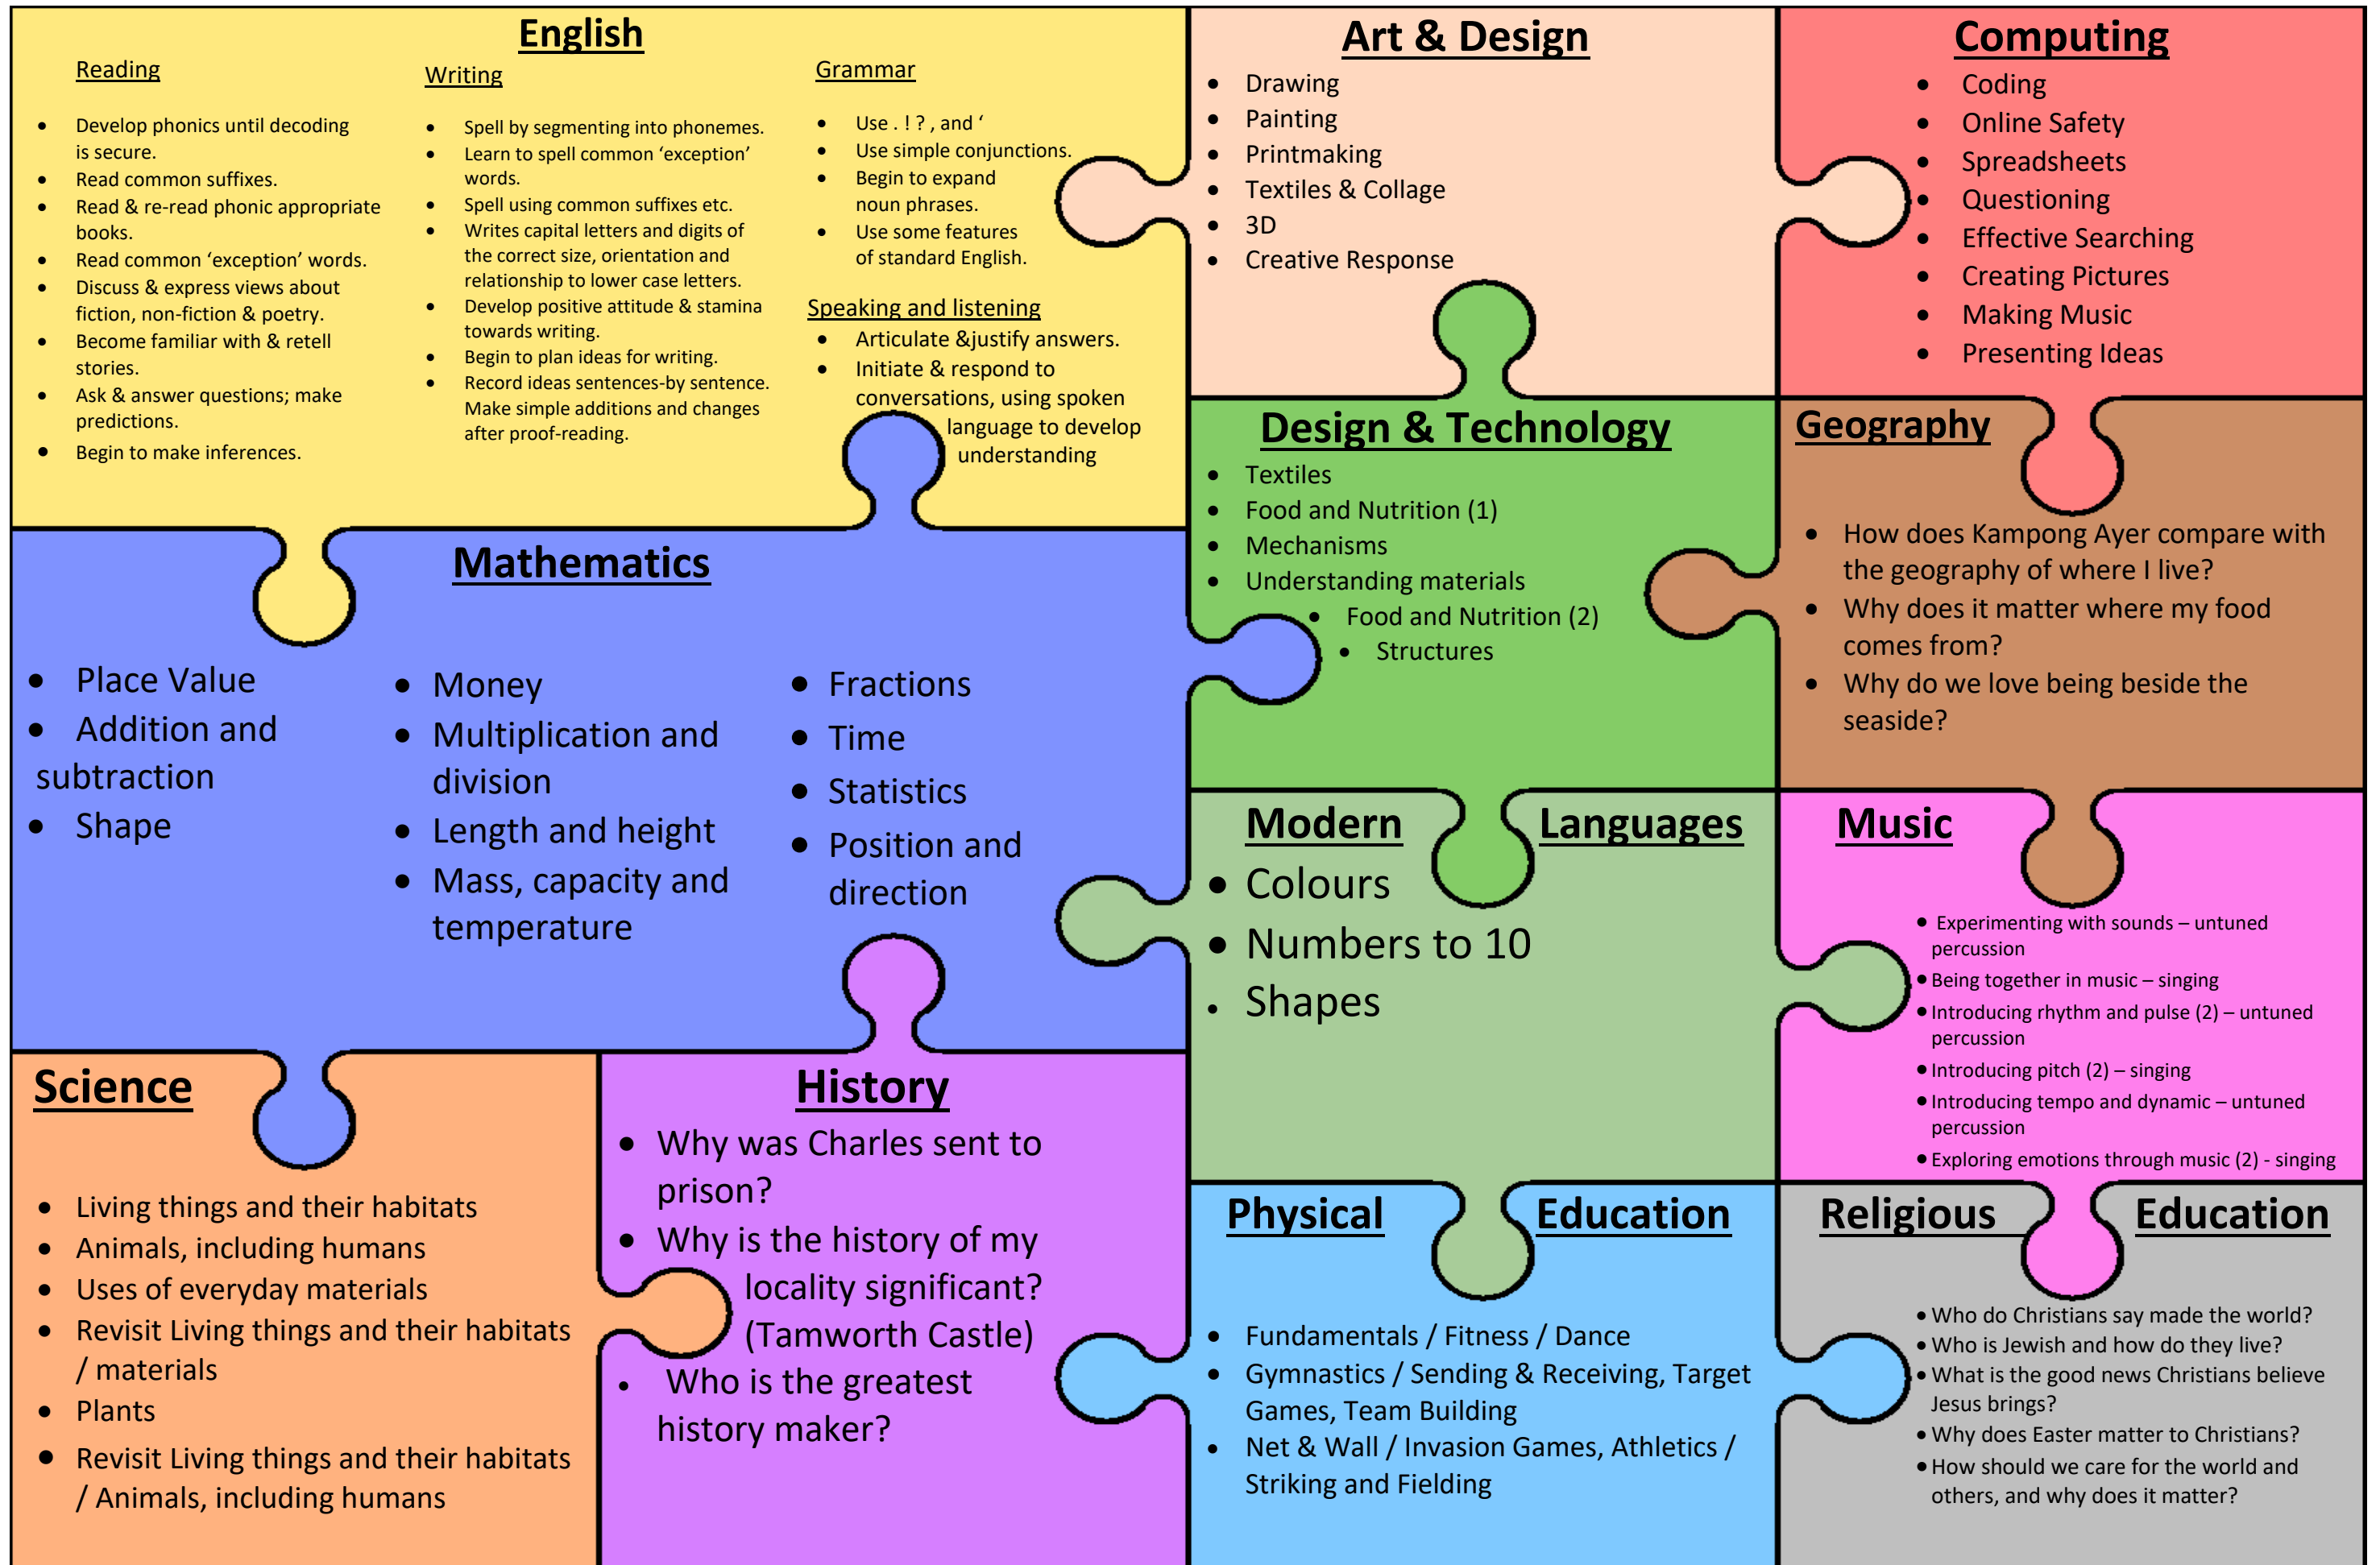 English
Reading
• Develop phonics until decoding
is secure.
• Read common suffixes.
• Read & re-read phonic appropriate
books.
• Read common ‘exception’ words.
• Discuss & express views about
fiction, non-fiction & poetry.
• Become familiar with & retell
stories.
• Ask & answer questions; make
predictions.
• Begin to make inferences.
Writing
• Spell by segmenting into phonemes.
• Learn to spell common ‘exception’
words.
• Spell using common suffixes etc.
• Writes capital letters and digits of
the correct size, orientation and
relationship to lower case letters.
• Develop positive attitude & stamina
towards writing.
• Begin to plan ideas for writing.
• Record ideas sentences-by sentence.
Make simple additions and changes
after proof-reading.
Grammar
• Use . ! ? , and ‘
• Use simple conjunctions.
• Begin to expand
noun phrases.
• Use some features
of standard English.
Speaking and listening
• Articulate &justify answers.
• Initiate & respond to
conversations, using spoken
language to develop
understanding
Art & Design
• Drawing
• Painting
• Printmaking
• Textiles & Collage
• 3D
• Creative Response
Computing
• Coding
• Online Safety
• Spreadsheets
• Questioning
• Effective Searching
• Creating Pictures
• Making Music
• Presenting Ideas
Mathematics
• Place Value
• Addition and
subtraction
• Shape
• Money
• Multiplication and
division
• Length and height
• Mass, capacity and
temperature
• Fractions
• Time
• Statistics
• Position and
direction
Design & Technology
• Textiles
• Food and Nutrition (1)
• Mechanisms
• Understanding materials
• Food and Nutrition (2)
• Structures
Geography
• How does Kampong Ayer compare with
the geography of where I live?
• Why does it matter where my food
comes from?
• Why do we love being beside the
seaside?
Modern Languages
• Colours
• Numbers to 10
• Shapes
Music
• Experimenting with sounds – untuned
percussion
• Being together in music – singing
• Introducing rhythm and pulse (2) – untuned
percussion
• Introducing pitch (2) – singing
• Introducing tempo and dynamic – untuned
percussion
• Exploring emotions through music (2) - singing
Science
• Living things and their habitats
• Animals, including humans
• Uses of everyday materials
• Revisit Living things and their habitats
/ materials
• Plants
• Revisit Living things and their habitats
/ Animals, including humans
History
• Why was Charles sent to
prison?
• Why is the history of my
locality significant?
(Tamworth Castle)
• Who is the greatest
history maker?
Physical Education
• Fundamentals / Fitness / Dance
• Gymnastics / Sending & Receiving, Target
Games, Team Building
• Net & Wall / Invasion Games, Athletics /
Striking and Fielding
Religious Education
• Who do Christians say made the world?
• Who is Jewish and how do they live?
• What is the good news Christians believe
Jesus brings?
• Why does Easter matter to Christians?
• How should we care for the world and
others, and why does it matter?